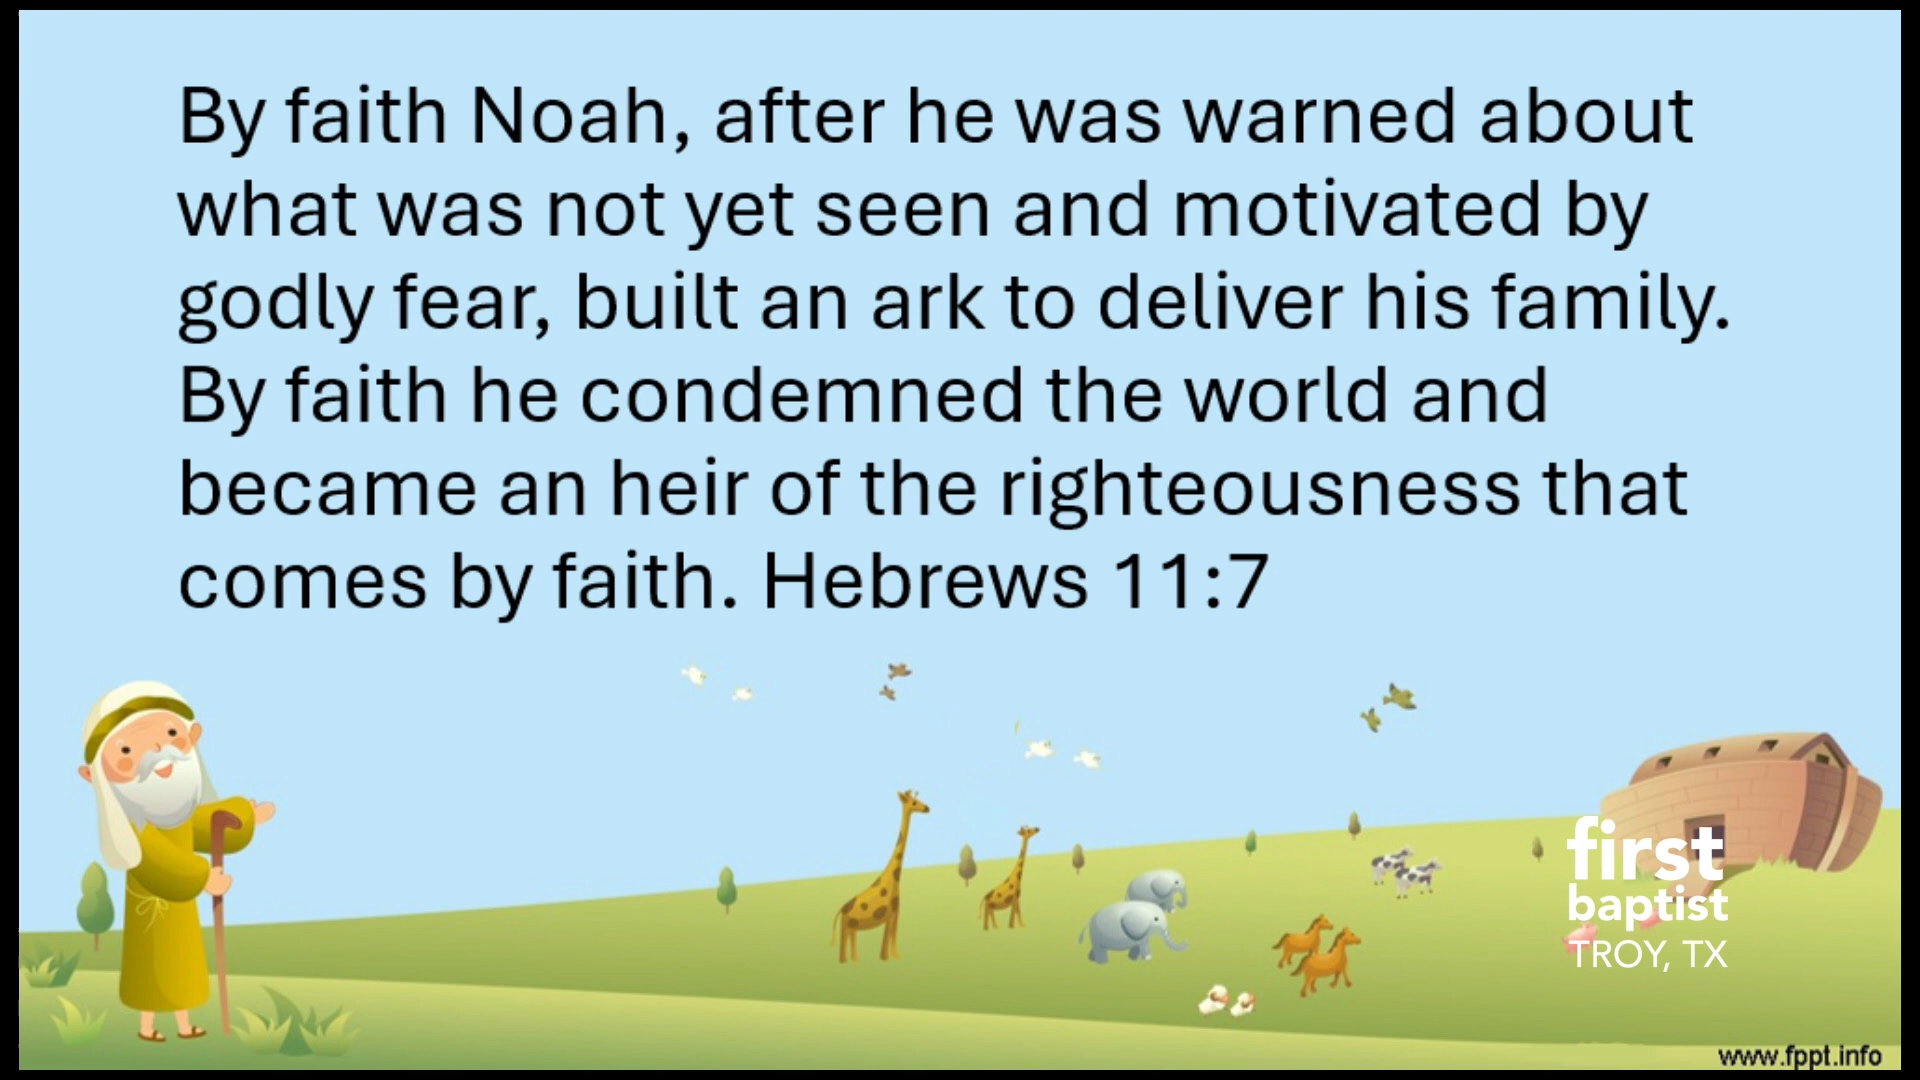 By faith Noah, after he was warned about
what was not yet seen and motivated by
godly fear, built an ark to deliver his family.
By faith he condemned the world and
became an heir of the righteousness that
comes by faith. Hebrews 11:7
first
baptist
TROY, TX
www.fppt.info